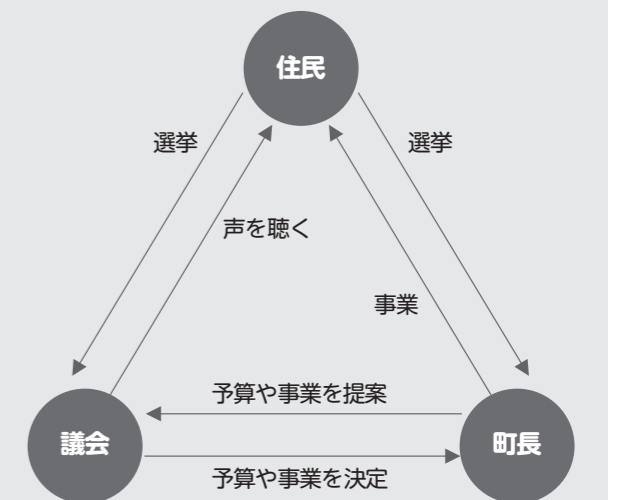 住民
選挙
選挙
声を聴く
事業
予算や事業を提案
議会
町長
予算や事業を決定